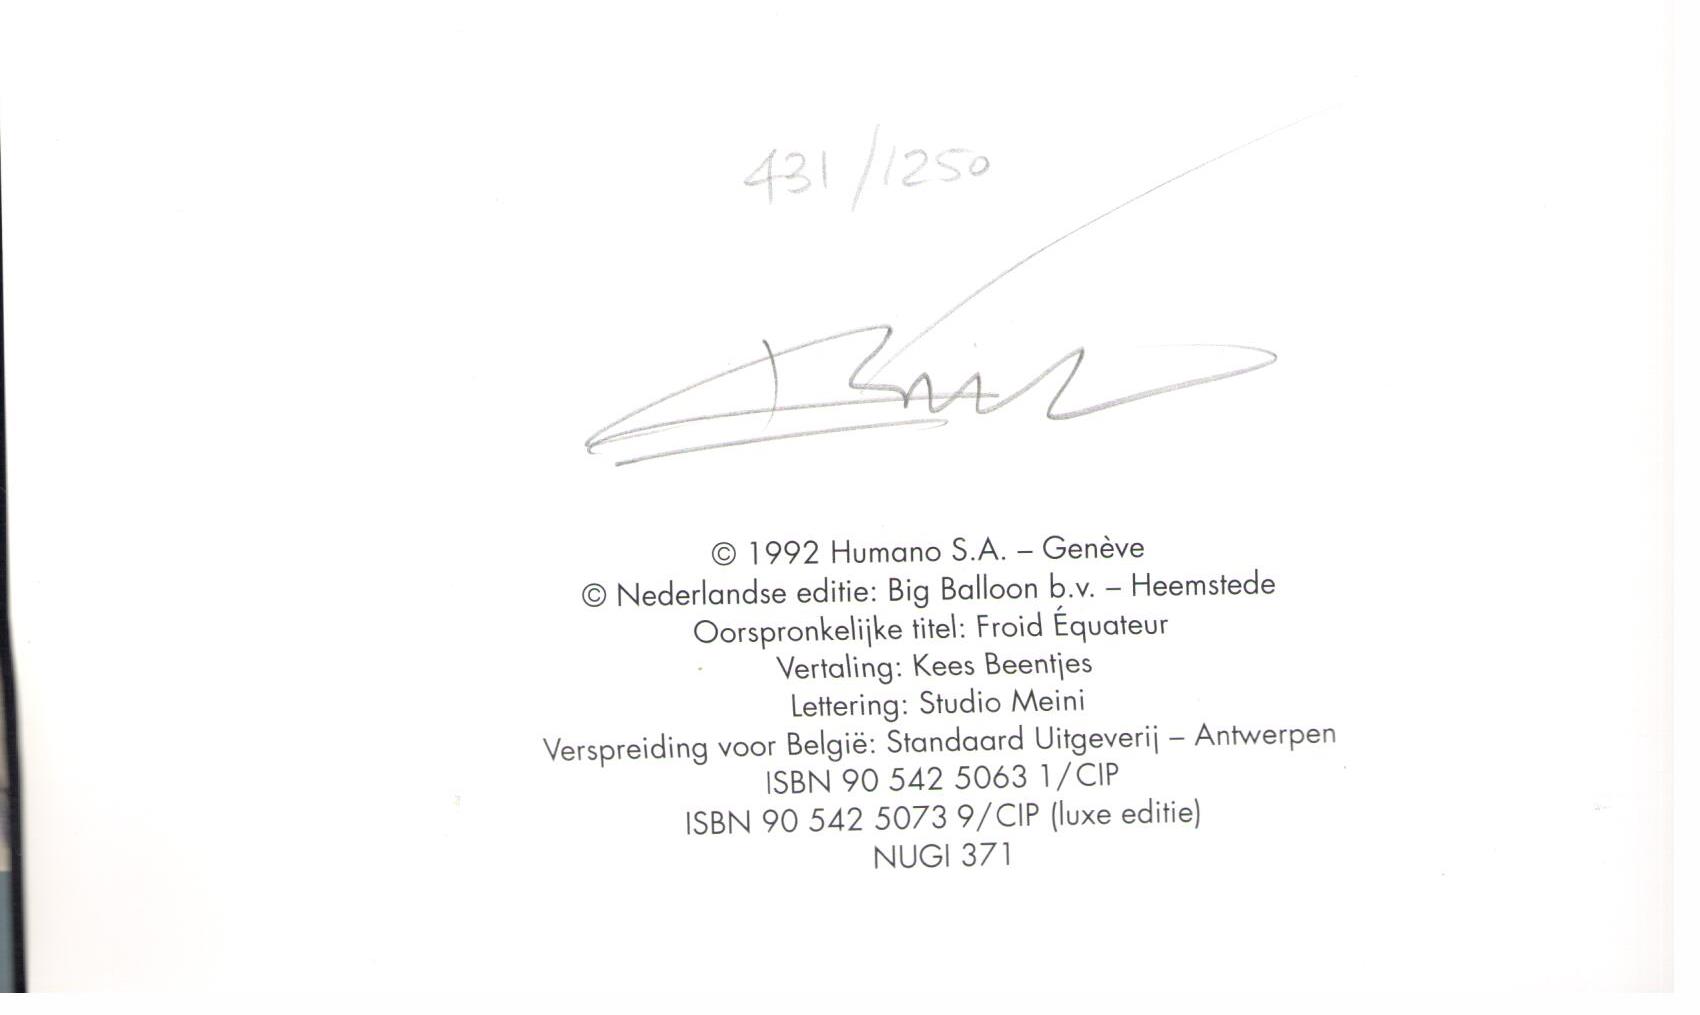 431/1250
© 1992 Humano S.A. – Genève
© Nederlandse editie: Big Balloon b.v. – Heemstede
Oorspronkelijke titel: Froid Équateur
Vertaling: Kees Beentjes
Lettering: Studio Meini
Verspreiding voor België: Standaard Uitgeverij – Antwerpen
ISBN 90 542 5063 1/CIP
ISBN 90 542 5073 9/CIP (luxe editie)
NUGI 371